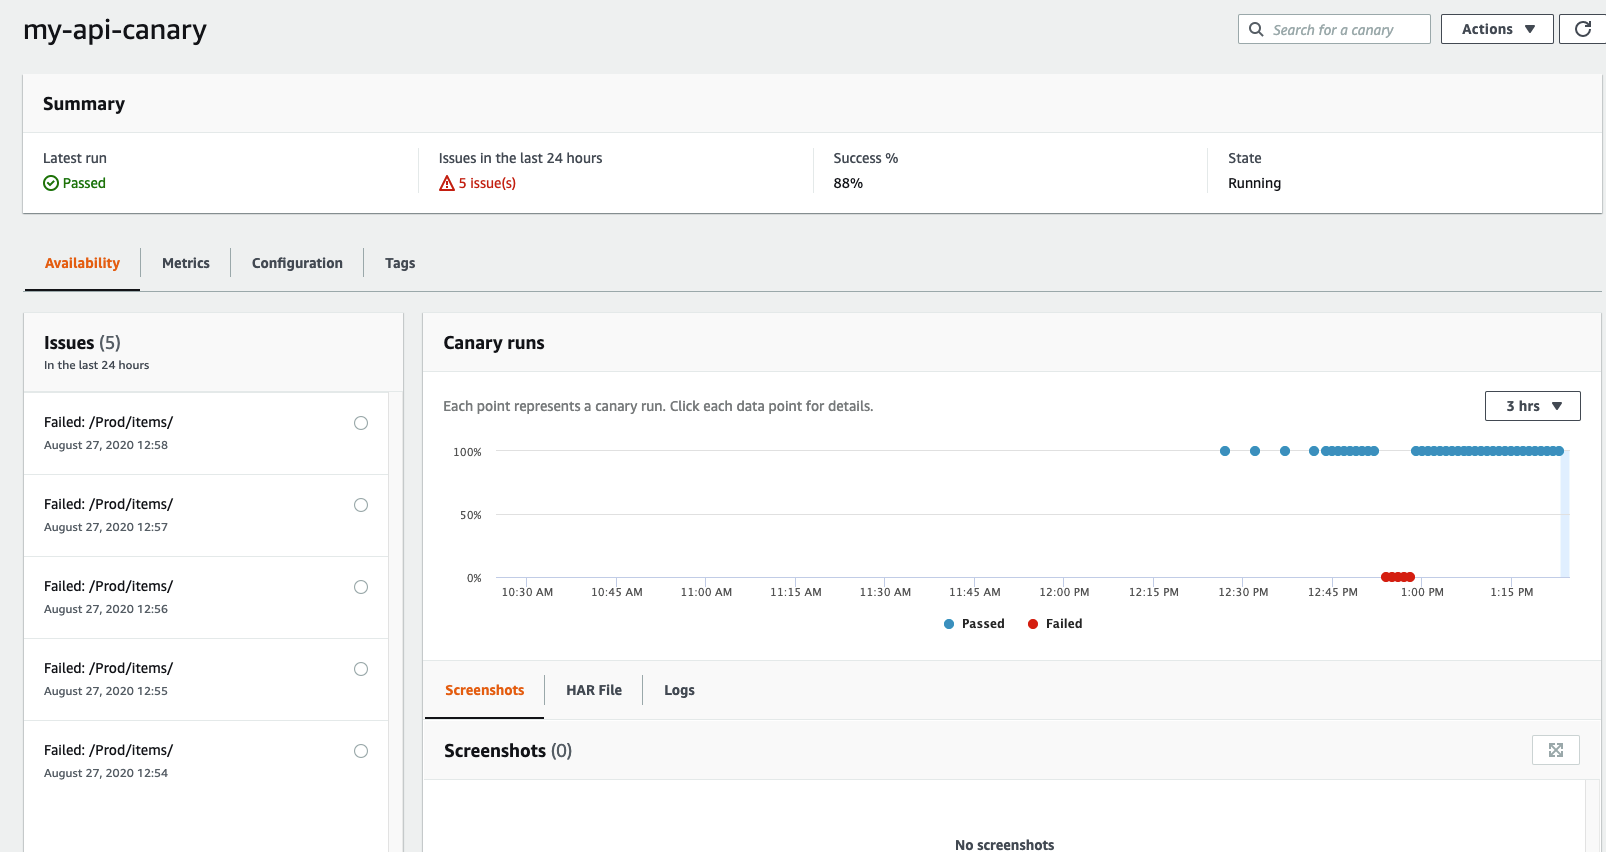 my-api-canary
Search for a canary
Actions
Summary
Latest run
Passed
Issues in the last 24 hours
5 issue(s)
Success %
88%
State
Running
Availability
Metrics
Configuration
Tags
Issues (5)
In the last 24 hours
Failed: /Prod/items/
August 27, 2020 12:58
Failed: /Prod/items/
August 27, 2020 12:57
Failed: /Prod/items/
August 27, 2020 12:56
Failed: /Prod/items/
August 27, 2020 12:55
Failed: /Prod/items/
August 27, 2020 12:54
Canary runs
Each point represents a canary run. Click each data point for details.
3 hrs
100%
50%
0%
10:30 AM 10:45 AM 11:00 AM 11:15 AM 11:30 AM 11:45 AM 12:00 PM 12:15 PM 12:30 PM 12:45 PM 1:00 PM 1:15 PM
Passed Failed
Screenshots
HAR File
Logs
Screenshots (0)
No screenshots